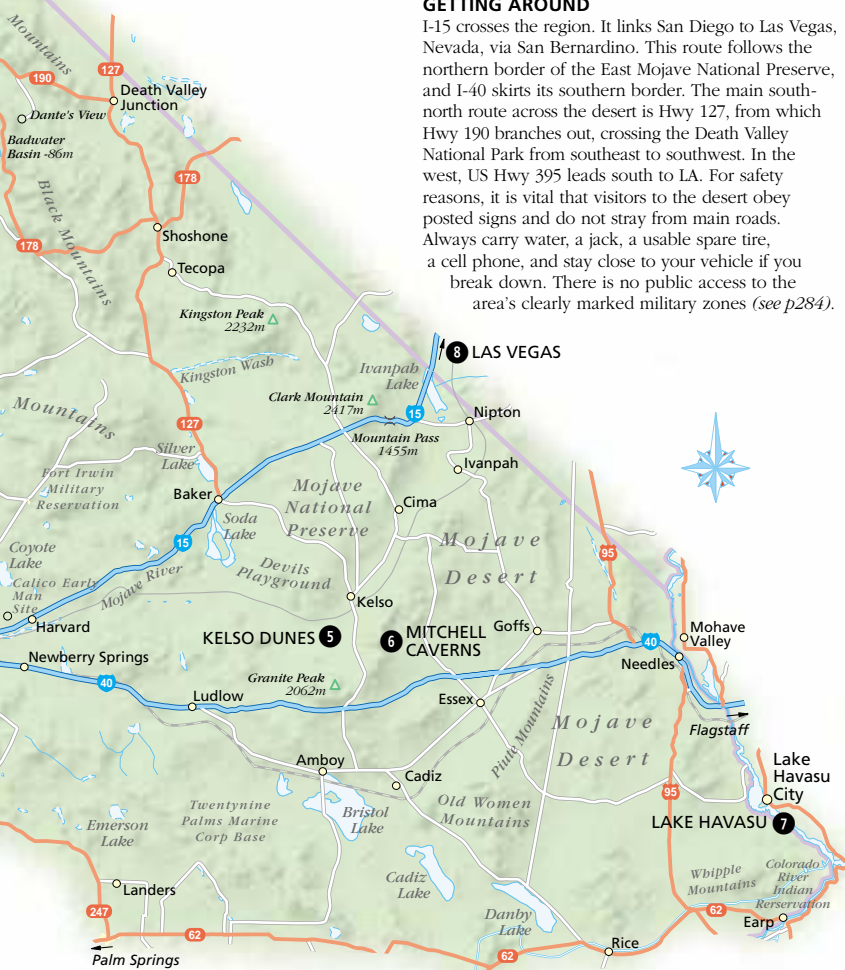 GETTING AROUND
I-15 crosses the region. It links San Diego to Las Vegas,
Nevada, via San Bernardino. This route follows the
northern border of the East Mojave National Preserve,
and I-40 skirts its southern border. The main south-
north route across the desert is Hwy 127, from which
Hwy 190 branches out, crossing the Death Valley
National Park from southeast to southwest. In the
west, US Hwy 395 leads south to LA. For safety
reasons, it is vital that visitors to the desert obey
posted signs and do not stray from main roads.
Always carry water, a jack, a usable spare tire,
a cell phone, and stay close to your vehicle if you
break down. There is no public access to the
area's clearly marked military zones (see p284).
Mountains
190
127
Death Valley
Junction
Dante's View
Badwater
Basin -86m
178
Black Mountains
178
Shoshone
Tecopa
Kingston Peak
2232m
8 LAS VEGAS
Kingston Wash
Ivanpah
Lake
Clark Mountain
2417m
15
Nipton
Mountains
127
Mountain Pass
1455m
Silver
Lake
Ivanpah
Fort Irwin
Military
Reservation
Baker
Mojave
National
Preserve
Cima
Soda
Lake
Mojave
Desert
15
95
Coyote
Lake
Devils
Playground
Calico Early
Man
Site
Mojave River
Kelso
Harvard
KELSO DUNES 5
6 MITCHELL
CAVERNS
Goffs
40
Mohave
Valley
Newberry Springs
Needles
40
Granite Peak
2062m
Ludlow
Essex
Piute Mountains
Mojave
Desert
Flagstaff
Amboy
Cadiz
Lake
Havasu
City
95
Twentynine
Palms Marine
Corp Base
Bristol
Lake
Old Women
Mountains
Emerson
Lake
LAKE HAVASU 7
Cadiz
Lake
Whipple
Mountains
Colorado
River
Indian
Rerservation
Landers
247
Danby
Lake
62
Earp
62
62
Rice
Palm Springs